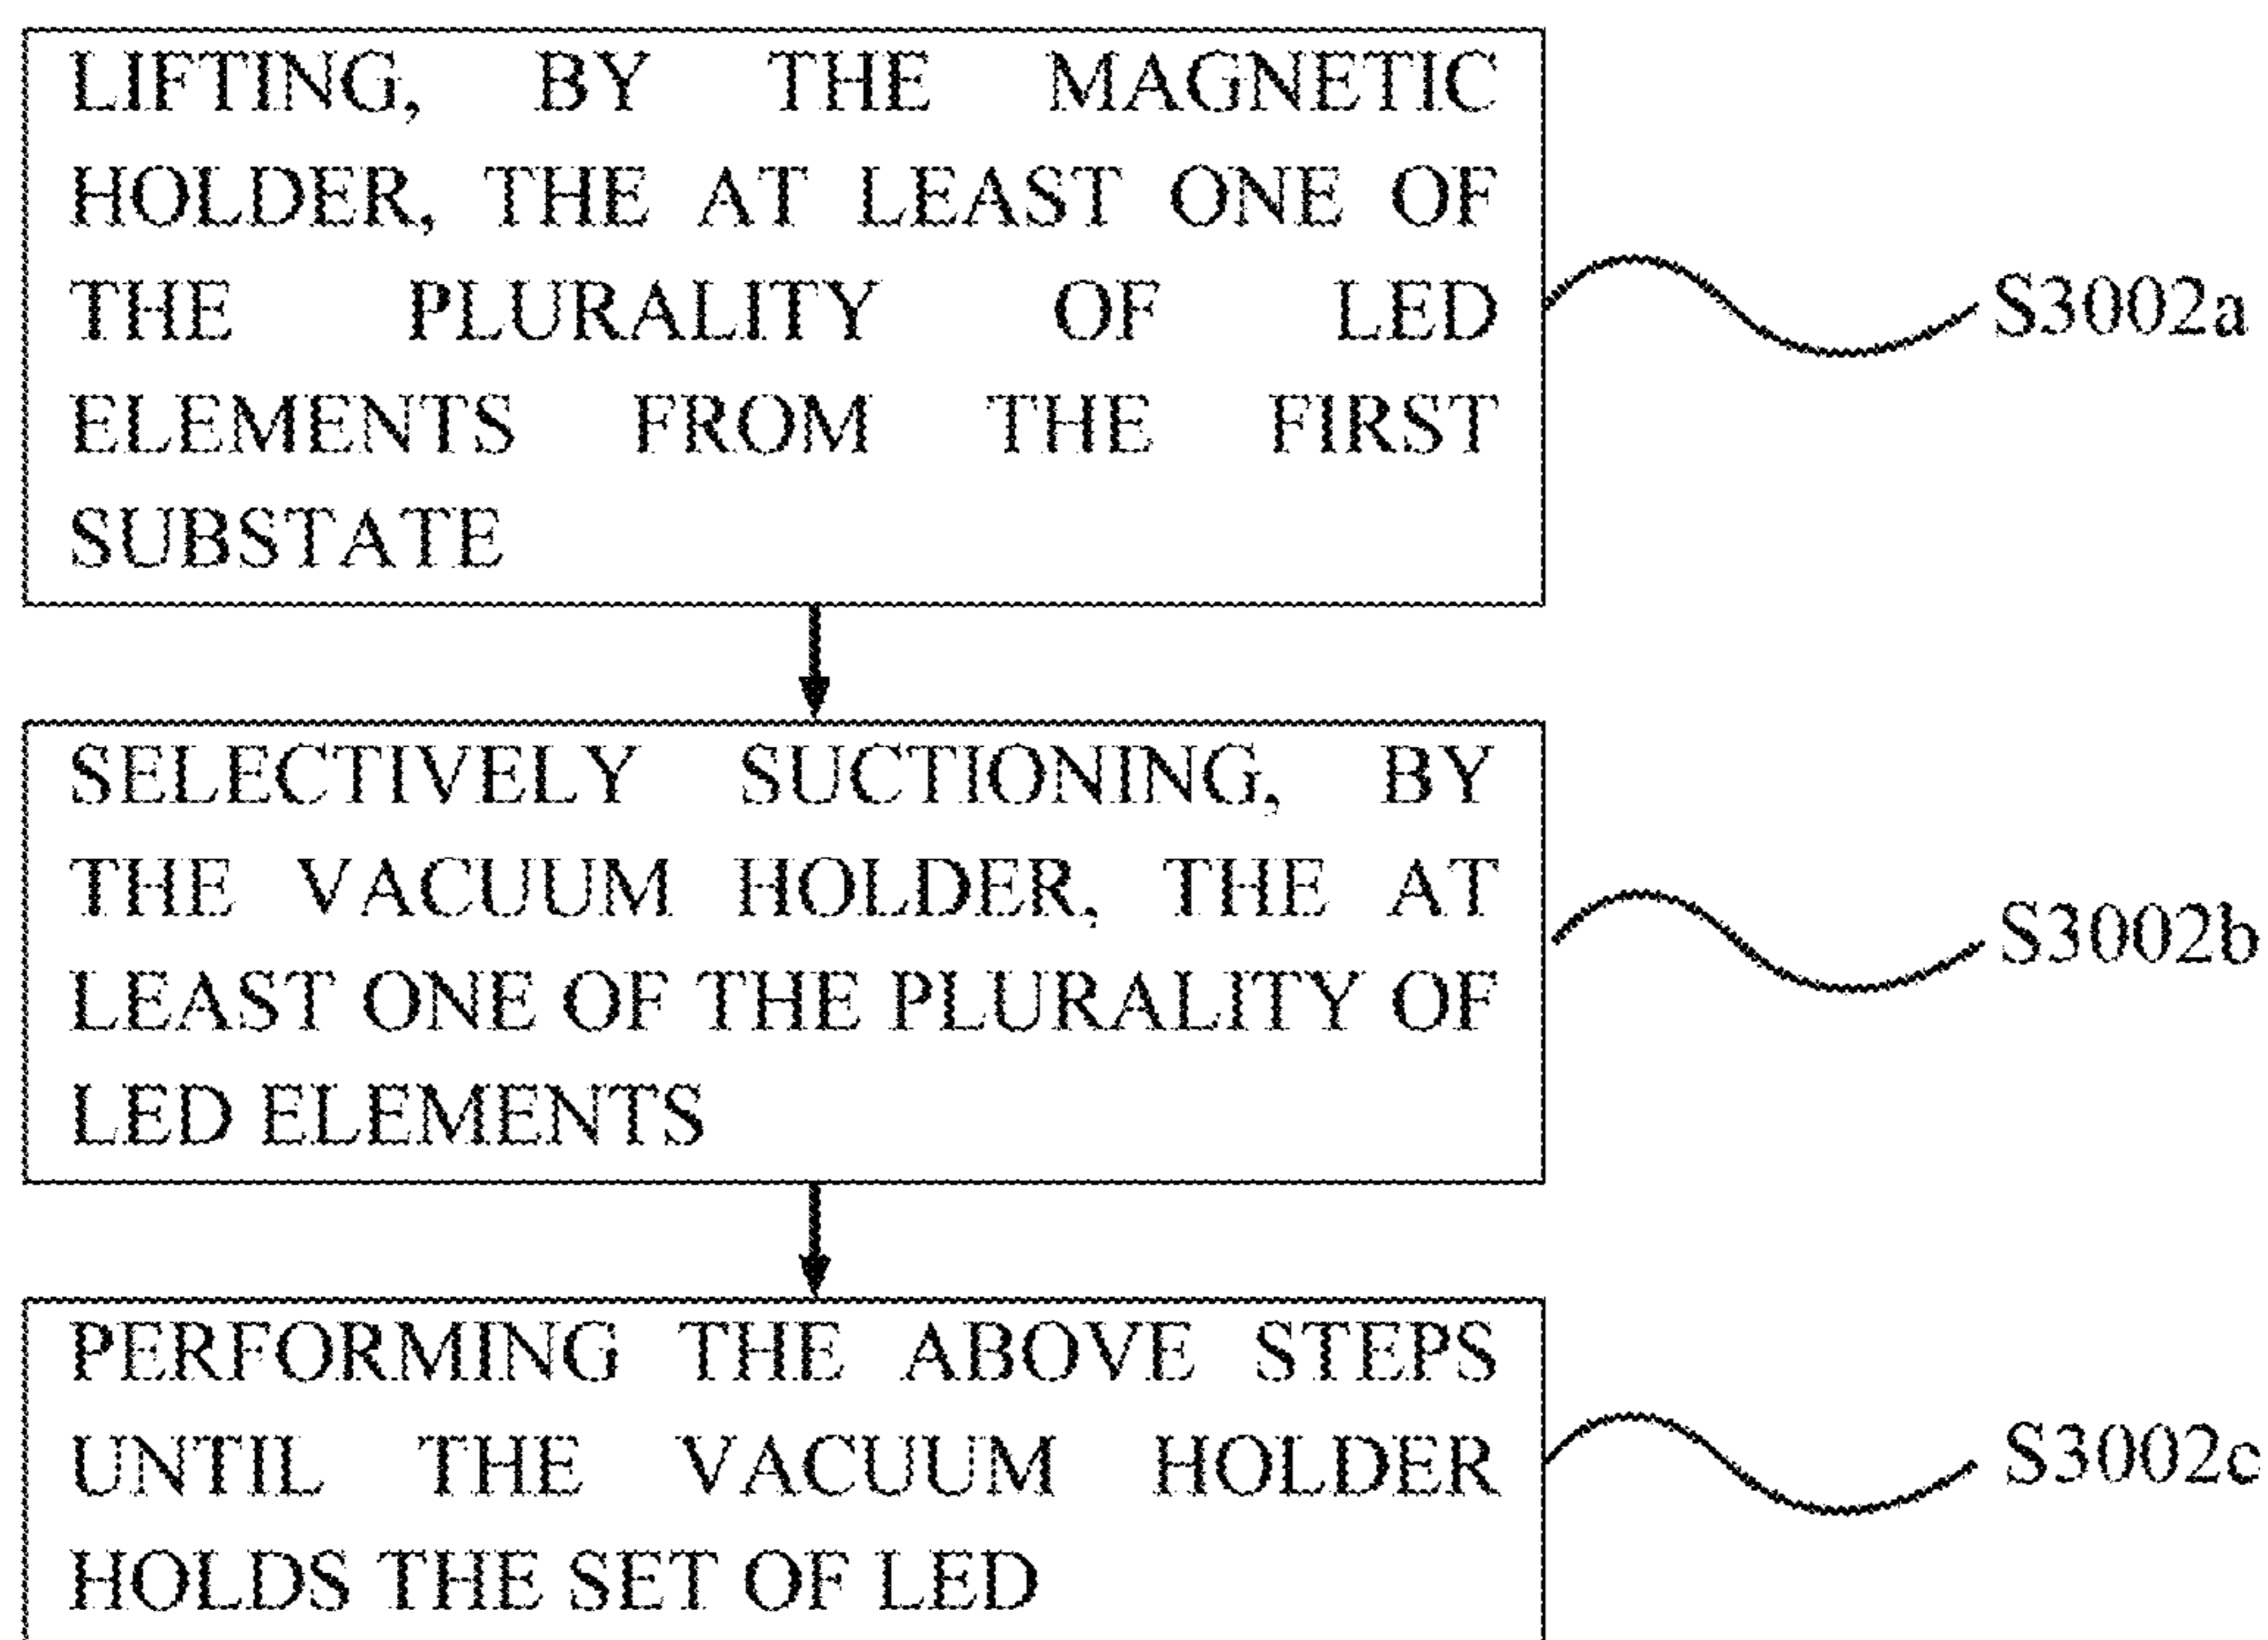 LIFTING, BY THE MAGNETIC
HOLDER, THE AT LEAST ONE OF
THE PLURALITY OF LED
ELEMENTS FROM THE FIRST
SUBSTATE
S3002a
SELECTIVELY SUCTIONING, BY
THE VACUUM HOLDER, THE AT
LEAST ONE OF THE PLURALITY OF
LED ELEMENTS
S3002b
PERFORMING THE ABOVE STEPS
UNTIL THE VACUUM HOLDER
HOLDS THE SET OF LED
S3002c